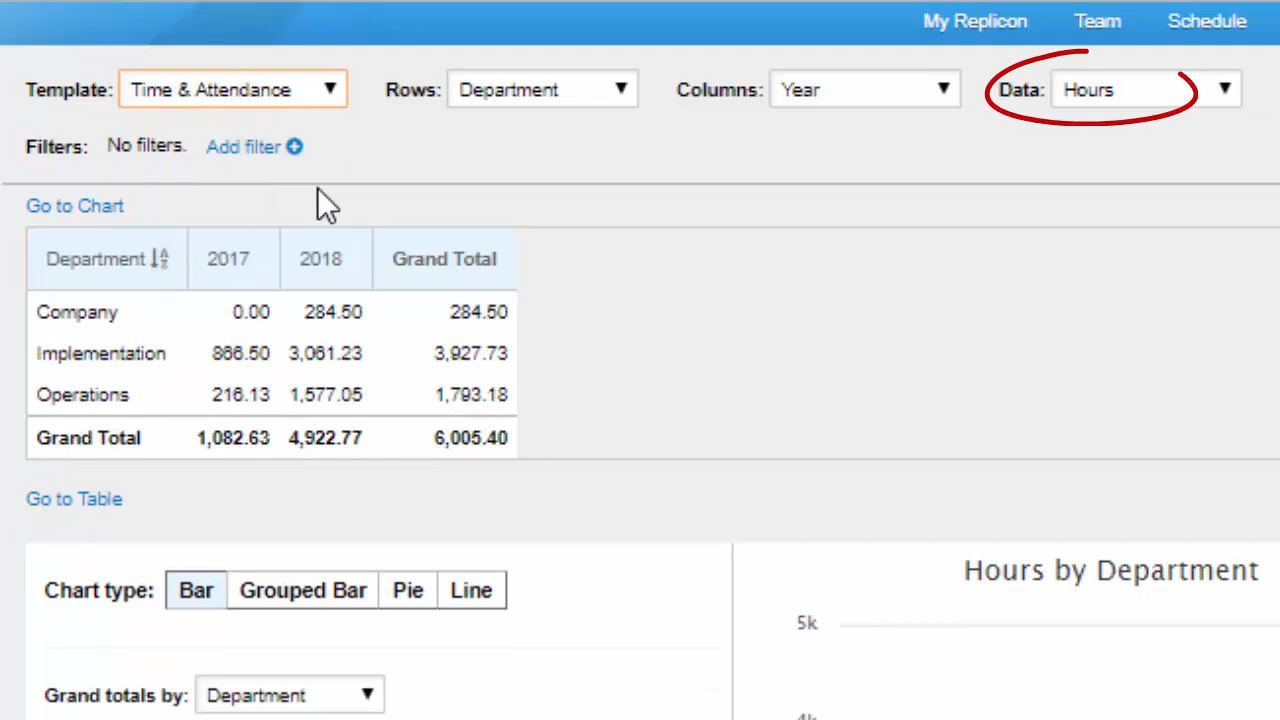 My Replicon Team Schedule
Template: Time & Attendance Rows: Department Columns: Year Data: Hours
Filters: No filters. Add filter
Go to Chart
Department 2017 2018 Grand Total
Company 0.00 284.50 284.50
Implementation 866.50 3,061.23 3,927.73
Operations 216.13 1,577.05 1,793.18
Grand Total 1,082.63 4,922.77 6,005.40
Go to Table
Hours by Department
Chart type: Bar Grouped Bar Pie Line
5k
Grand totals by: Department
4k